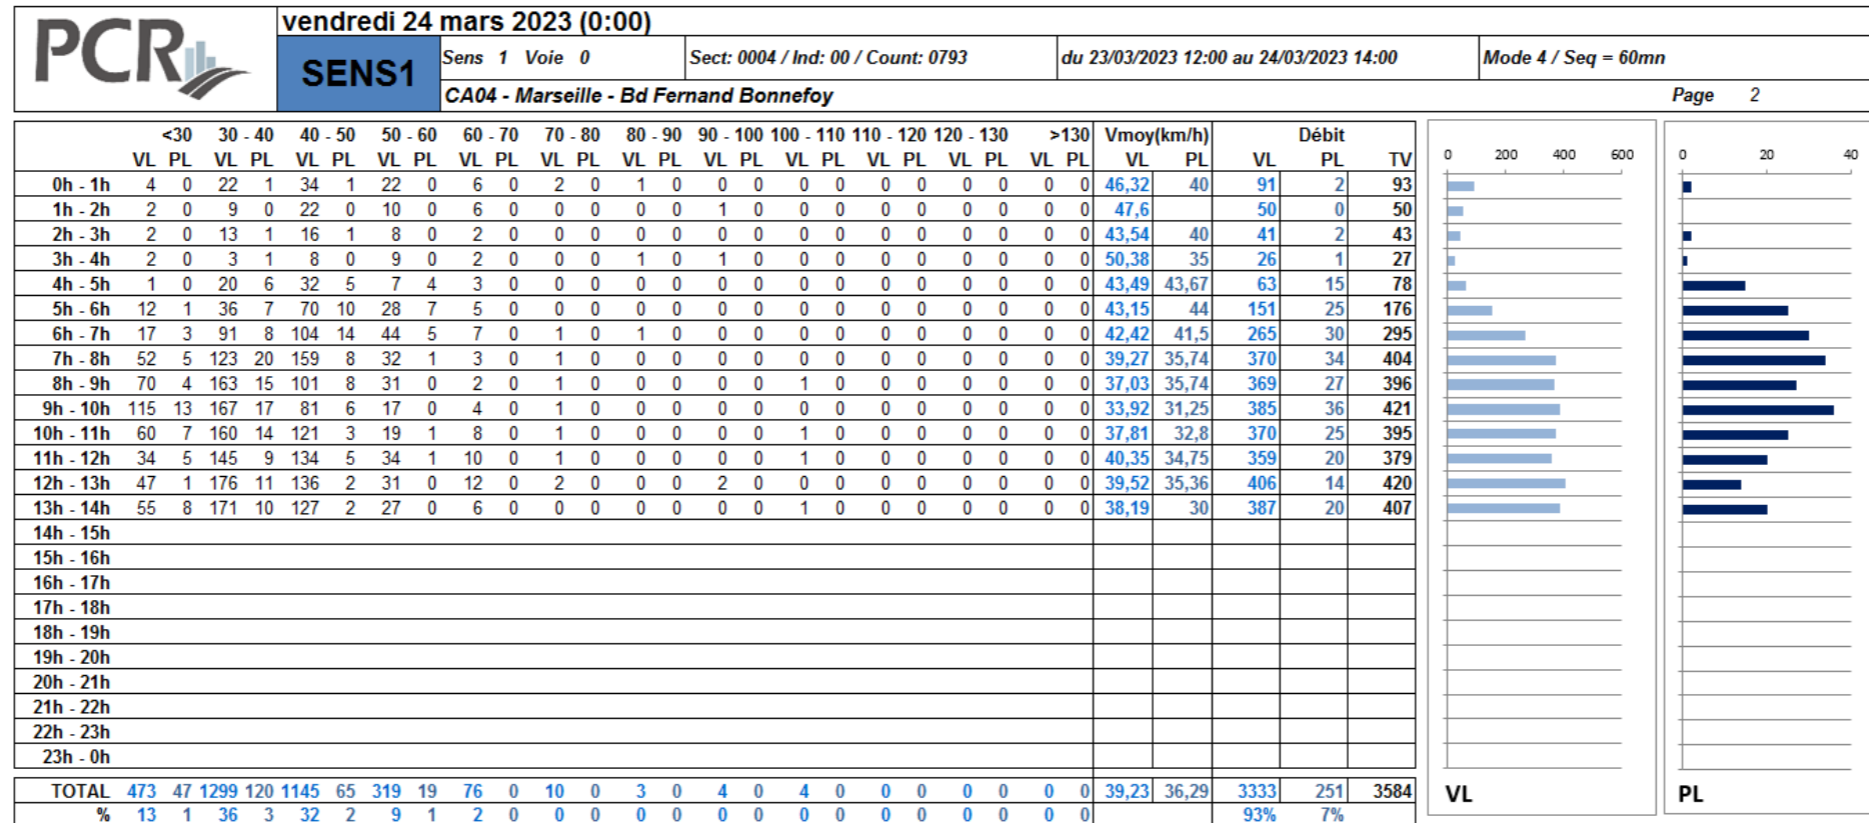 PCR
vendredi 24 mars 2023 (0:00)
SENS1
Sens 1 Voie 0 Sect: 0004 / Ind: 00 / Count: 0793 du 23/03/2023 12:00 au 24/03/2023 14:00 Mode 4 / Seq = 60mn
CA04 - Marseille - Bd Fernand Bonnefoy Page 2
<30 30 - 40 40 - 50 50 - 60 60 - 70 70 - 80 80 - 90 90 - 100 100 - 110 110 - 120 120 - 130 >130 Vmoy(km/h) Débit
VL PL VL PL VL PL VL PL VL PL VL PL VL PL VL PL VL PL VL PL VL PL VL PL VL PL VL PL TV
0h - 1h 4 0 22 1 34 1 22 0 6 0 2 0 1 0 0 0 0 0 0 0 0 0 0 0 46,32 40 91 2 93
1h - 2h 2 0 9 0 22 0 10 0 6 0 0 0 0 0 1 0 0 0 0 0 0 0 0 0 47,6 50 0 50
2h - 3h 2 0 13 1 16 1 8 0 2 0 0 0 0 0 0 0 0 0 0 0 0 0 0 0 43,54 40 41 2 43
3h - 4h 2 0 3 1 8 0 9 0 2 0 0 0 1 0 1 0 0 0 0 0 0 0 0 0 50,38 35 26 1 27
4h - 5h 1 0 20 6 32 5 7 4 3 0 0 0 0 0 0 0 0 0 0 0 0 0 0 0 43,49 43,67 63 15 78
5h - 6h 12 1 36 7 70 10 28 7 5 0 0 0 0 0 0 0 0 0 0 0 0 0 0 0 43,15 44 151 25 176
6h - 7h 17 3 91 8 104 14 44 5 7 0 1 0 1 0 0 0 0 0 0 0 0 0 0 0 42,42 41,5 265 30 295
7h - 8h 52 5 123 20 159 8 32 1 3 0 1 0 0 0 0 0 0 0 0 0 0 0 0 0 39,27 35,74 370 34 404
8h - 9h 70 4 163 15 101 8 31 0 2 0 1 0 0 0 0 0 1 0 0 0 0 0 0 0 37,03 35,74 369 27 396
9h - 10h 115 13 167 17 81 6 17 0 4 0 1 0 0 0 0 0 0 0 0 0 0 0 0 0 33,92 31,25 385 36 421
10h - 11h 60 7 160 14 121 3 19 1 8 0 1 0 0 0 0 0 1 0 0 0 0 0 0 0 37,81 32,8 370 25 395
11h - 12h 34 5 145 9 134 5 34 1 10 0 1 0 0 0 0 0 1 0 0 0 0 0 0 0 40,35 34,75 359 20 379
12h - 13h 47 1 176 11 136 2 31 0 12 0 2 0 0 0 2 0 0 0 0 0 0 0 0 0 39,52 35,36 406 14 420
13h - 14h 55 8 171 10 127 2 27 0 6 0 0 0 0 0 0 0 1 0 0 0 0 0 0 0 38,19 30 387 20 407
14h - 15h
15h - 16h
16h - 17h
17h - 18h
18h - 19h
19h - 20h
20h - 21h
21h - 22h
22h - 23h
23h - 0h
TOTAL 473 47 1299 120 1145 65 319 19 76 0 10 0 3 0 4 0 4 0 0 0 0 0 0 0 39,23 36,29 3333 251 3584
% 13 1 36 3 32 2 9 1 2 0 0 0 0 0 0 0 0 0 0 0 0 0 0 0 93% 7%
0 200 400 600
VL
0 20 40
PL